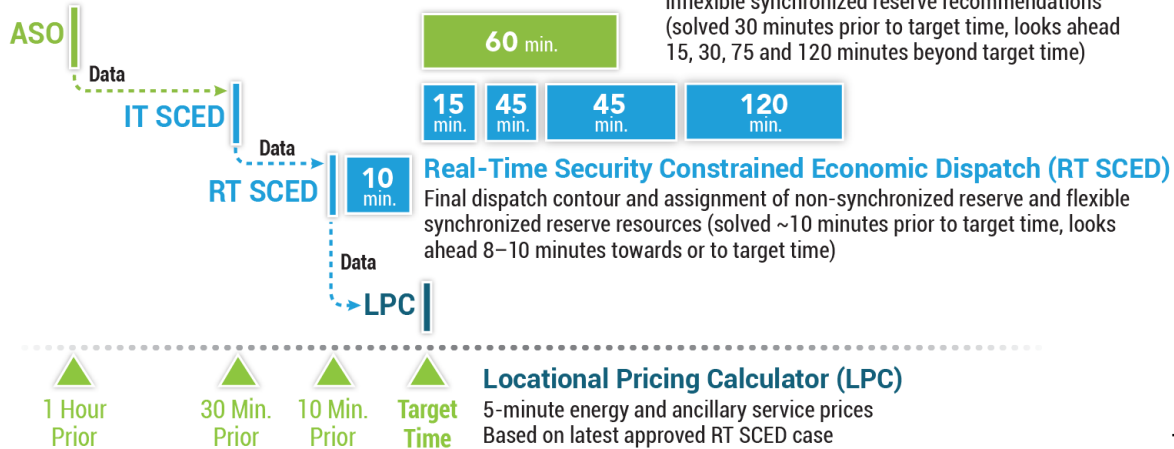 inflexible synchronized reserve recommendations
(solved 30 minutes prior to target time, looks ahead
15, 30, 75 and 120 minutes beyond target time)
ASO
60 min.
Data
IT SCED
15 min.
45 min.
45 min.
120 min.
Data
RT SCED
10 min.
Real-Time Security Constrained Economic Dispatch (RT SCED)
Final dispatch contour and assignment of non-synchronized reserve and flexible
synchronized reserve resources (solved ~10 minutes prior to target time, looks
ahead 8–10 minutes towards or to target time)
Data
LPC
1 Hour
Prior
30 Min.
Prior
10 Min.
Prior
Target
Time
Locational Pricing Calculator (LPC)
5-minute energy and ancillary service prices
Based on latest approved RT SCED case